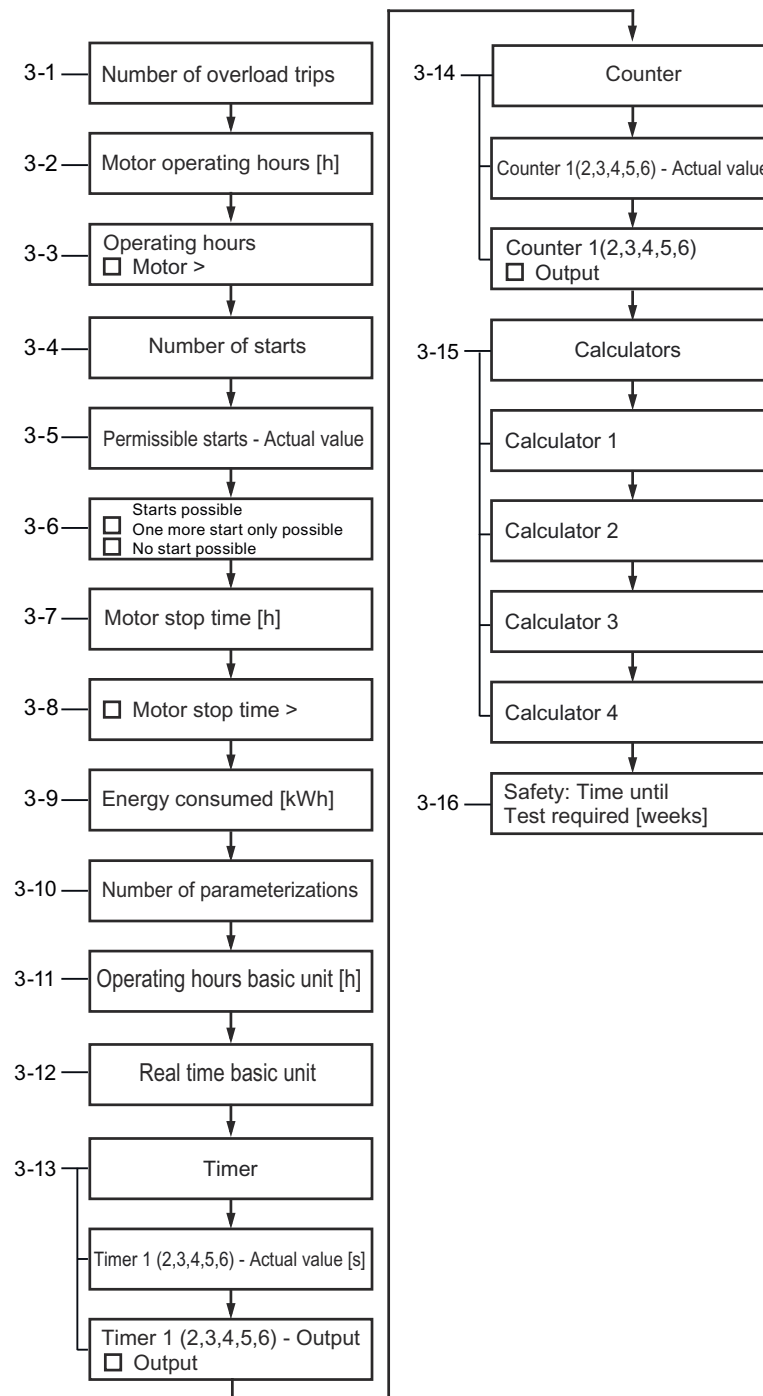 3-1
Number of overload trips
3-2
Motor operating hours [h]
3-3
Operating hours
Motor >
3-4
Number of starts
3-5
Permissible starts - Actual value
3-6
Starts possible
One more start only possible
No start possible
3-7
Motor stop time [h]
3-8
Motor stop time >
3-9
Energy consumed [kWh]
3-10
Number of parameterizations
3-11
Operating hours basic unit [h]
3-12
Real time basic unit
3-13
Timer
Timer 1 (2,3,4,5,6) - Actual value [s]
Timer 1 (2,3,4,5,6) - Output
Output
3-14
Counter
Counter 1(2,3,4,5,6) - Actual value
Counter 1(2,3,4,5,6)
Output
3-15
Calculators
Calculator 1
Calculator 2
Calculator 3
Calculator 4
3-16
Safety: Time until
Test required [weeks]